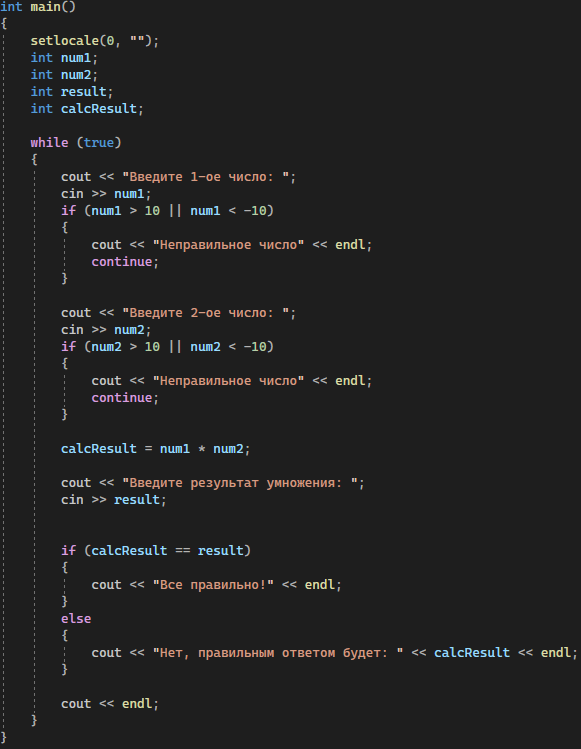 int main()
{
    setlocale(0, "");
    int num1;
    int num2;
    int result;
    int calcResult;

    while (true)
    {
        cout << "Введите 1-ое число: ";
        cin >> num1;
        if (num1 > 10 || num1 < -10)
        {
            cout << "Неправильное число" << endl;
            continue;
        }

        cout << "Введите 2-ое число: ";
        cin >> num2;
        if (num2 > 10 || num2 < -10)
        {
            cout << "Неправильное число" << endl;
            continue;
        }

        calcResult = num1 * num2;

        cout << "Введите результат умножения: ";
        cin >> result;


        if (calcResult == result)
        {
            cout << "Все правильно!" << endl;
        }
        else
        {
            cout << "Нет, правильным ответом будет: " << calcResult << endl;
        }

        cout << endl;
    }
}